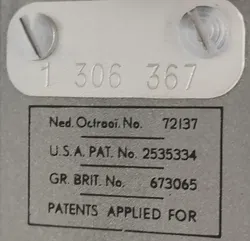 1 306 367
Ned. Octrooi. No. 72137
U.S.A. PAT. No. 2535334
GR. BRIT. No. 673065
PATENTS APPLIED FOR